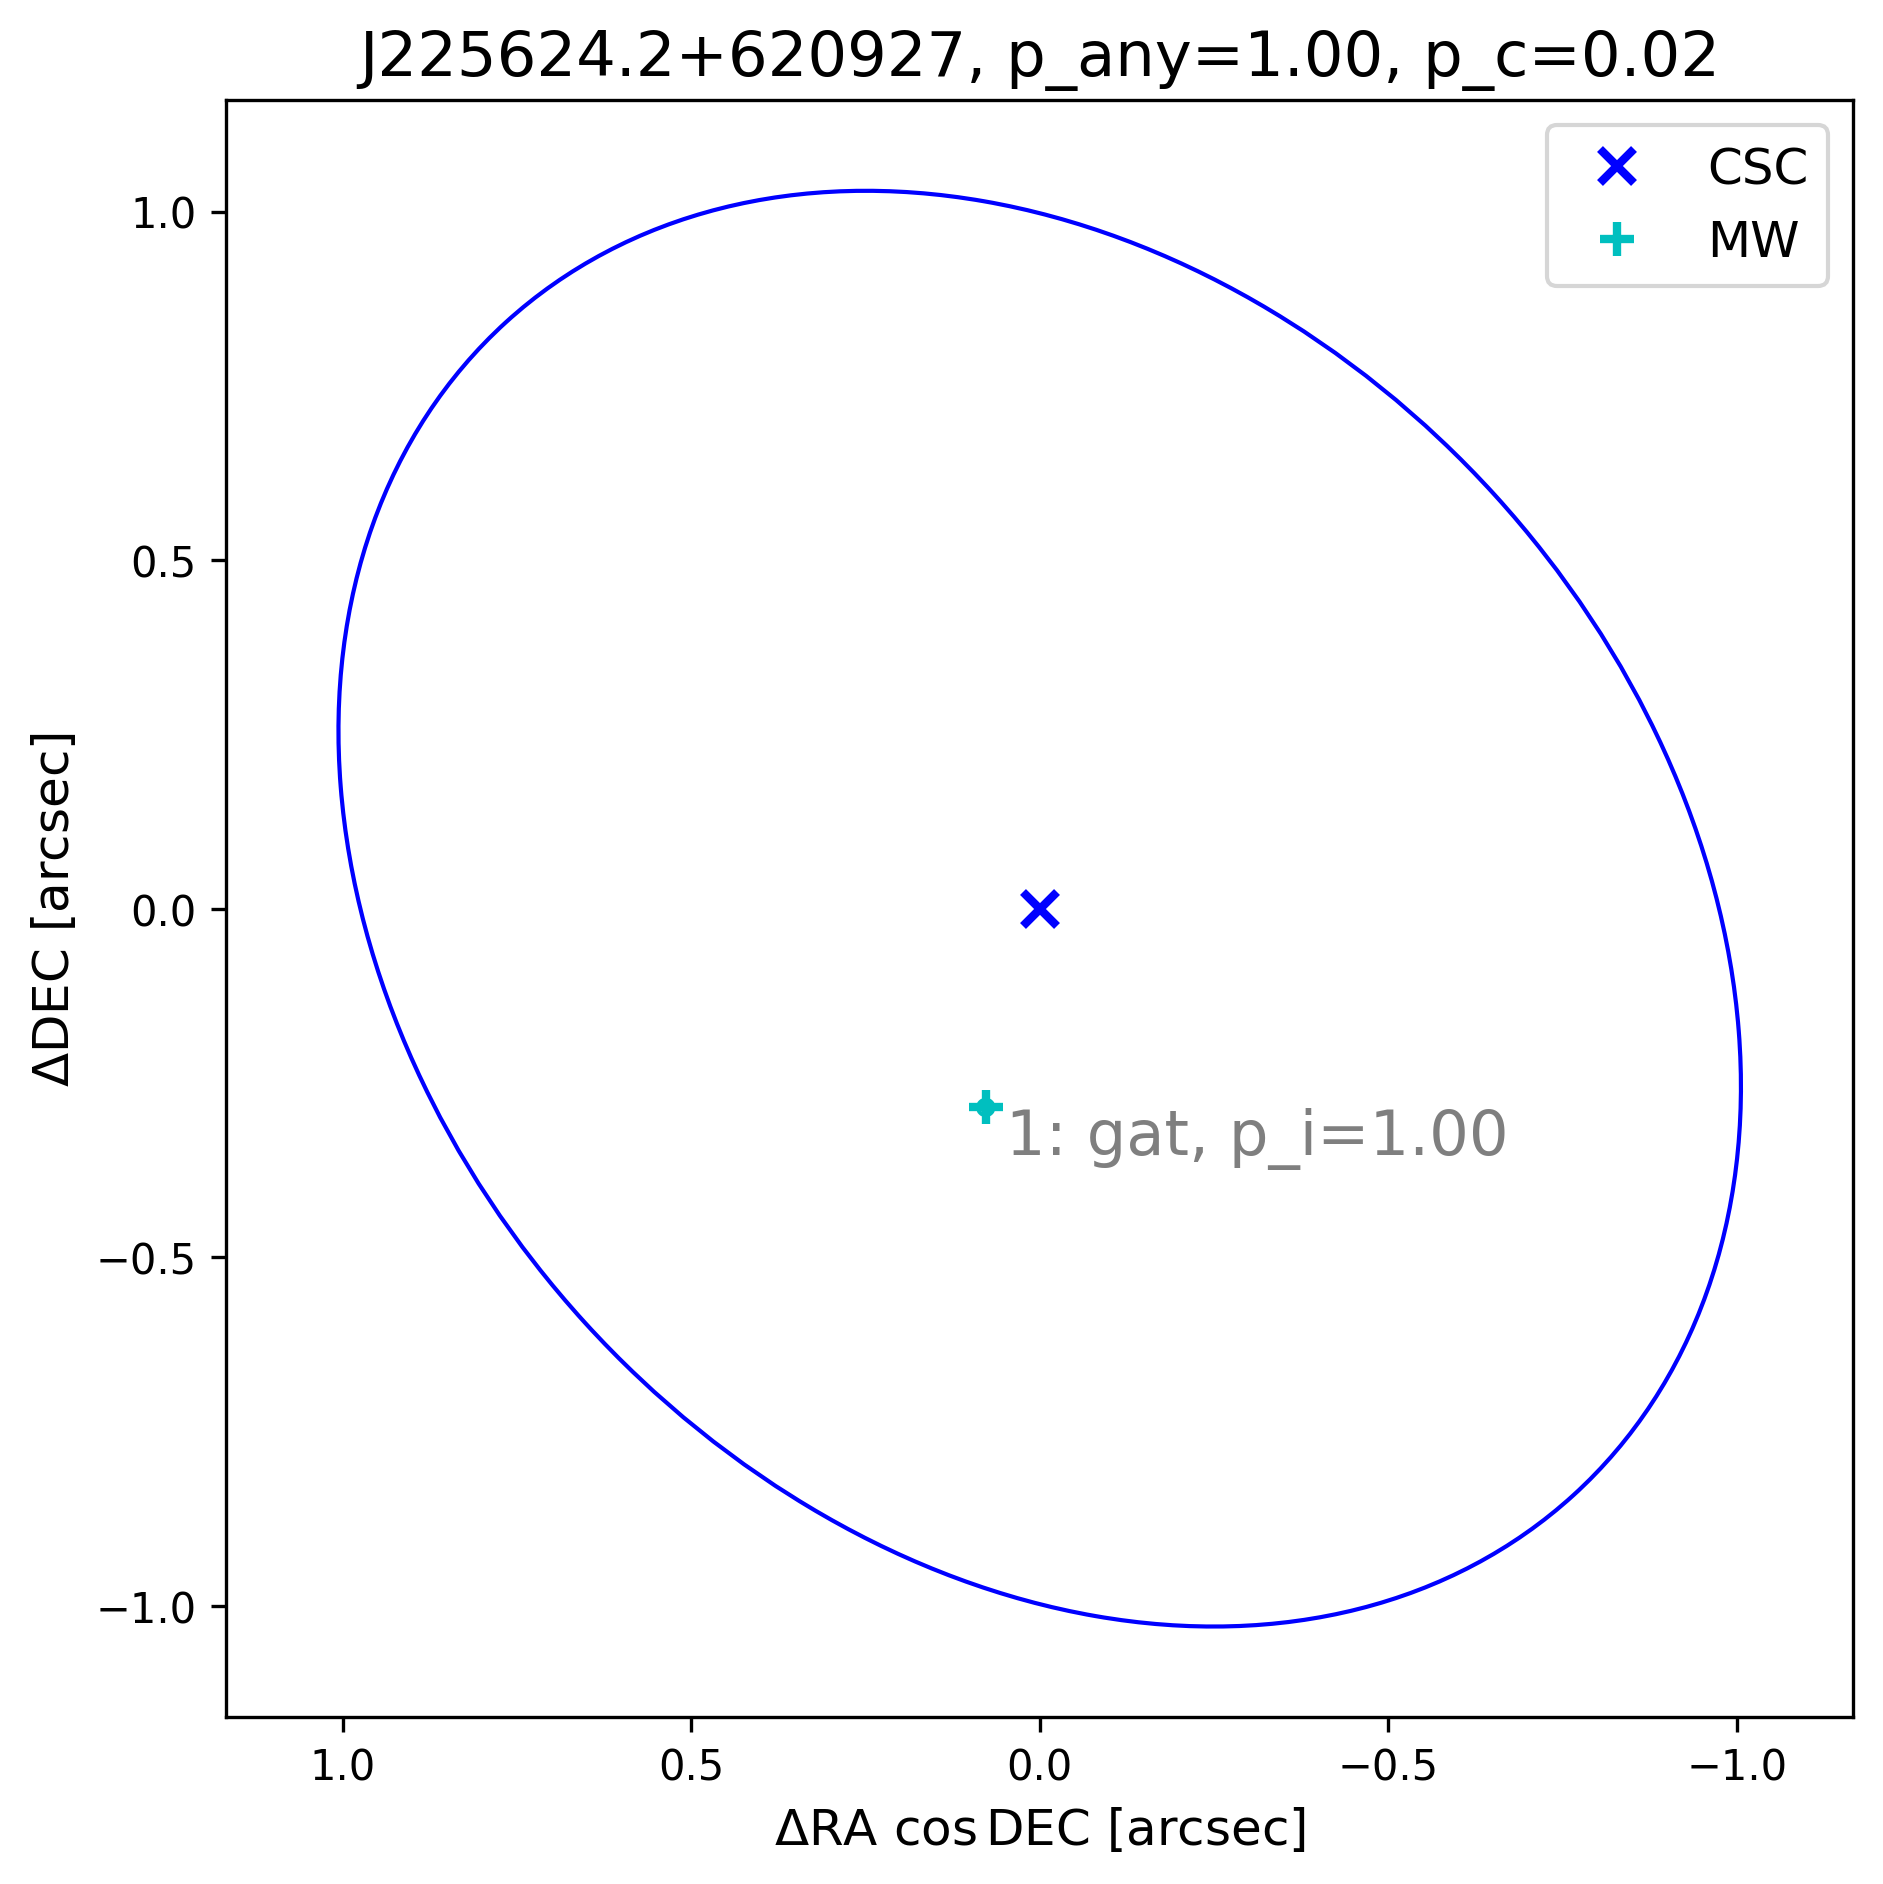 J225624.2+620927, p_any=1.00, p_c=0.02
CSC
MW
1.0
0.5
0.0
−0.5
−1.0
ΔDEC [arcsec]
1: gat, p_i=1.00
1.0
0.5
0.0
−0.5
−1.0
ΔRA cos DEC [arcsec]